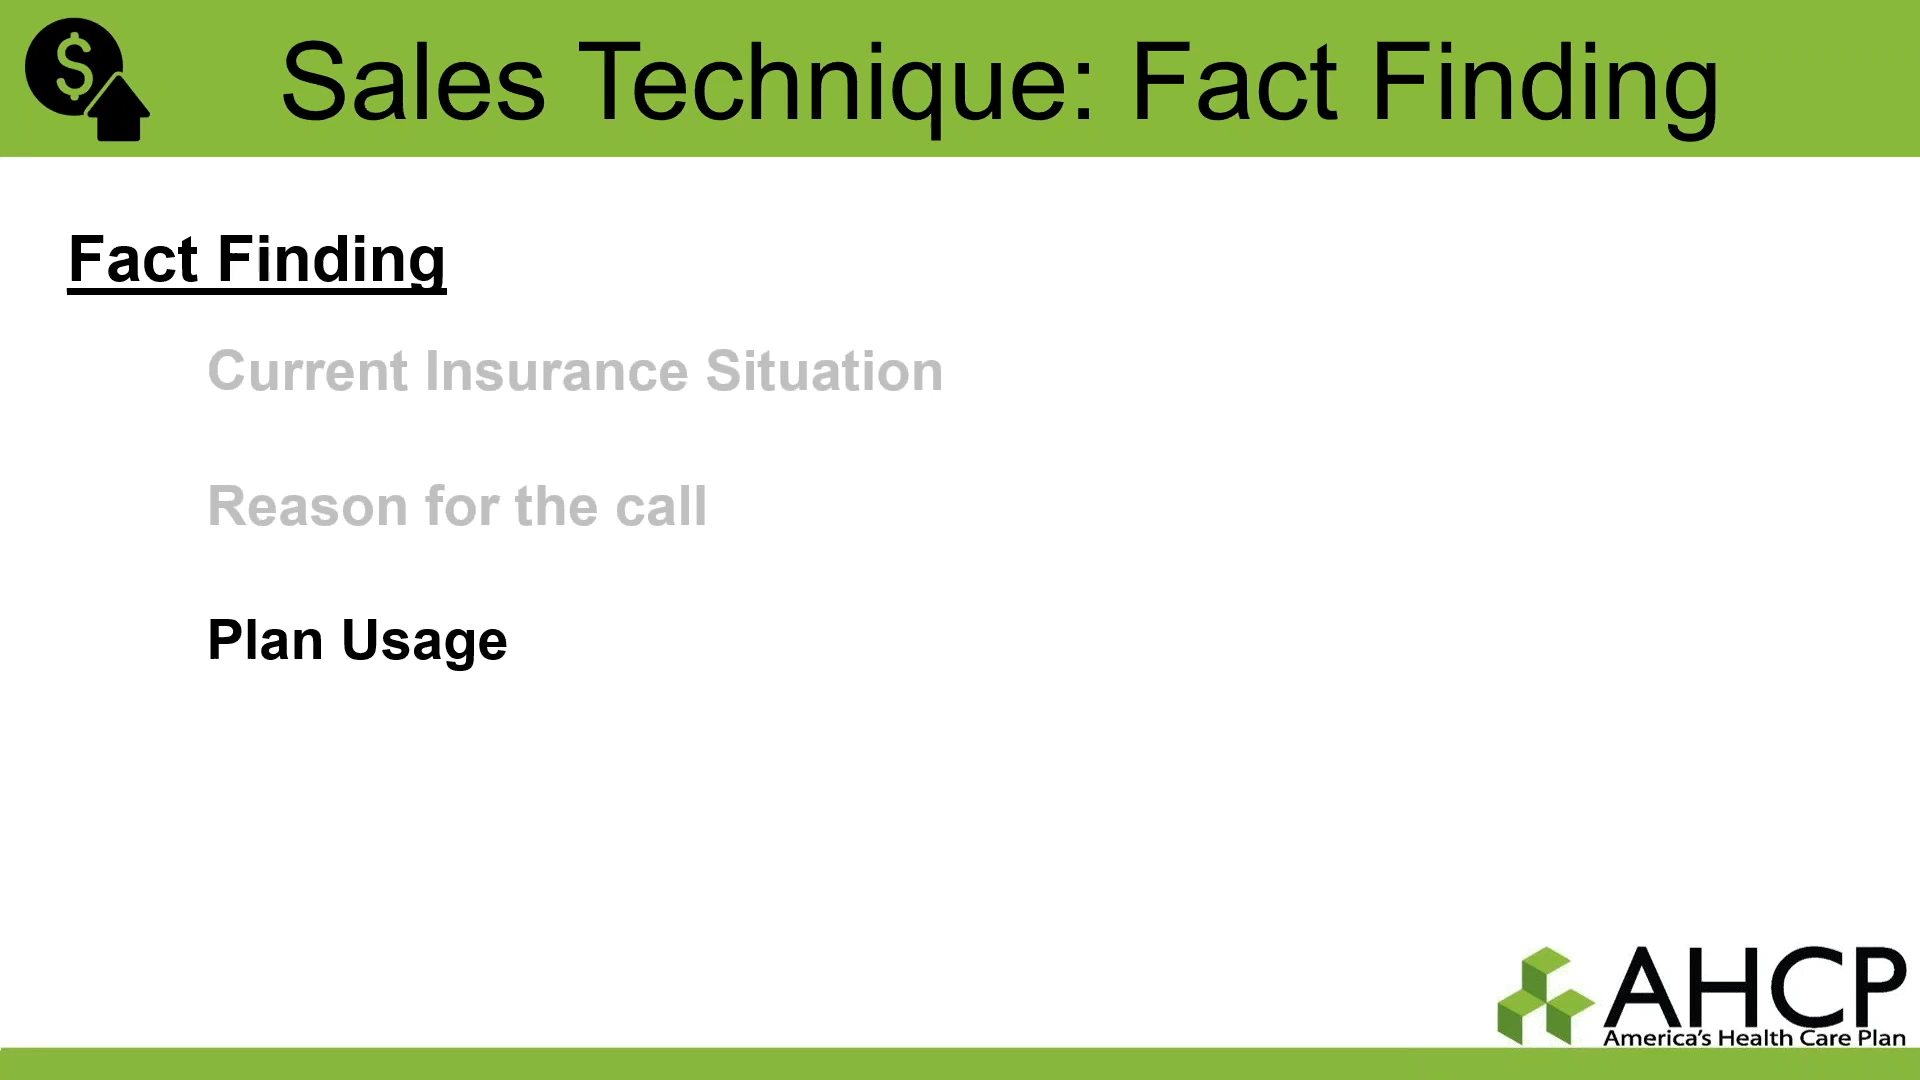 $
Sales Technique: Fact Finding
Fact Finding
Current Insurance Situation
Reason for the call
Plan Usage
AHCP
America's Health Care Plan